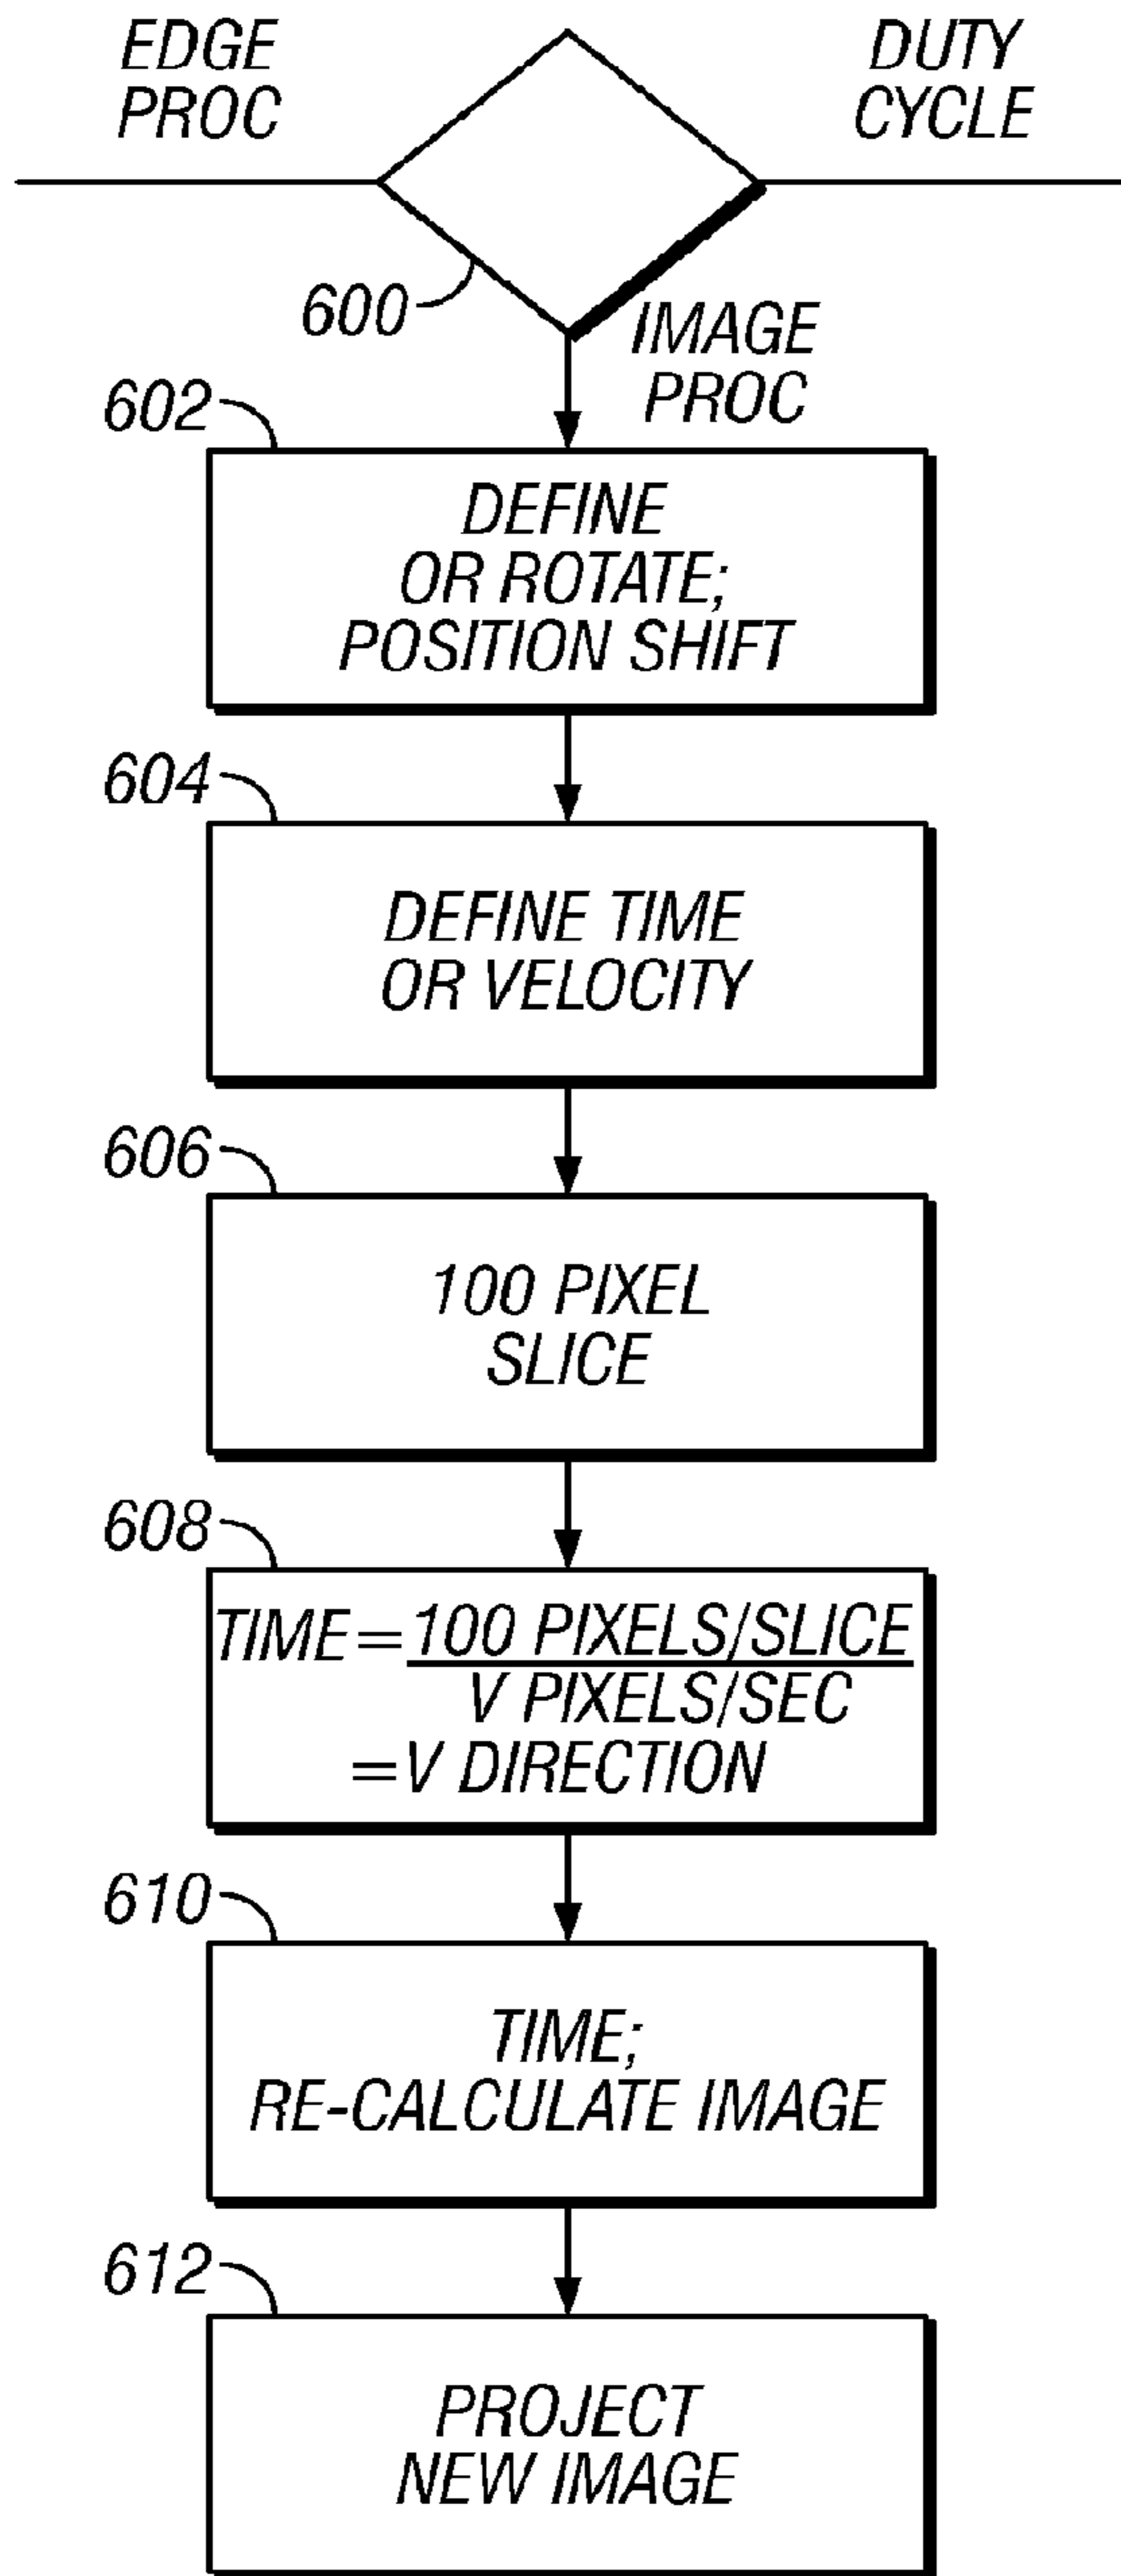 EDGE
PROC
DUTY
CYCLE
600
IMAGE
PROC
602
DEFINE
OR ROTATE;
POSITION SHIFT
604
DEFINE TIME
OR VELOCITY
606
100 PIXEL
SLICE
608
TIME=100 PIXELS/SLICE
V PIXELS/SEC
=V DIRECTION
610
TIME;
RE-CALCULATE IMAGE
612
PROJECT
NEW IMAGE